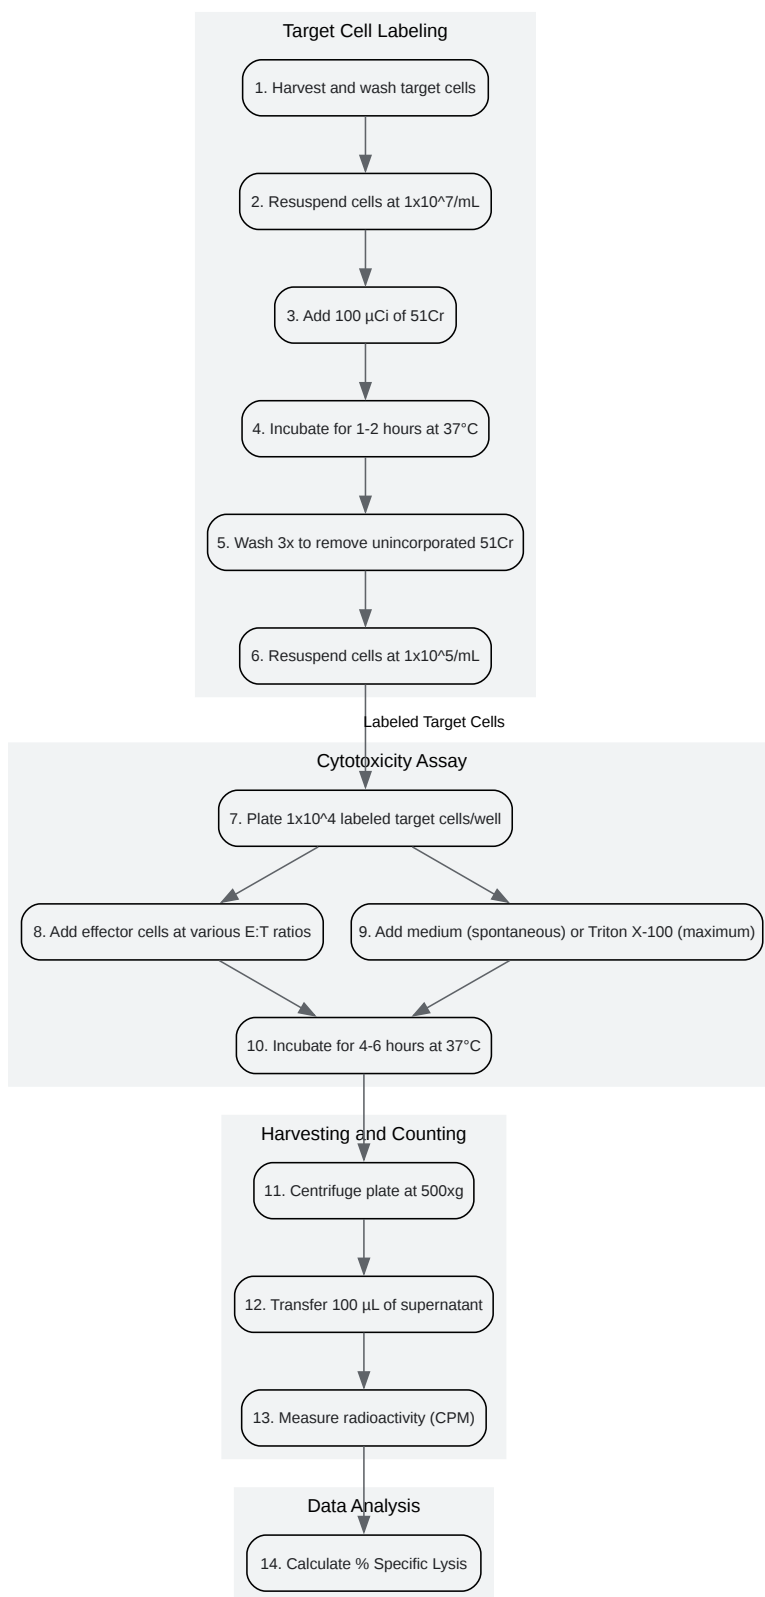 Target Cell Labeling
1. Harvest and wash target cells
2. Resuspend cells at 1x10^7/mL
3. Add 100 µCi of 51Cr
4. Incubate for 1-2 hours at 37°C
5. Wash 3x to remove unincorporated 51Cr
6. Resuspend cells at 1x10^5/mL
Labeled Target Cells
Cytotoxicity Assay
7. Plate 1x10^4 labeled target cells/well
8. Add effector cells at various E:T ratios
9. Add medium (spontaneous) or Triton X-100 (maximum)
10. Incubate for 4-6 hours at 37°C
Harvesting and Counting
11. Centrifuge plate at 500xg
12. Transfer 100 µL of supernatant
13. Measure radioactivity (CPM)
Data Analysis
14. Calculate % Specific Lysis